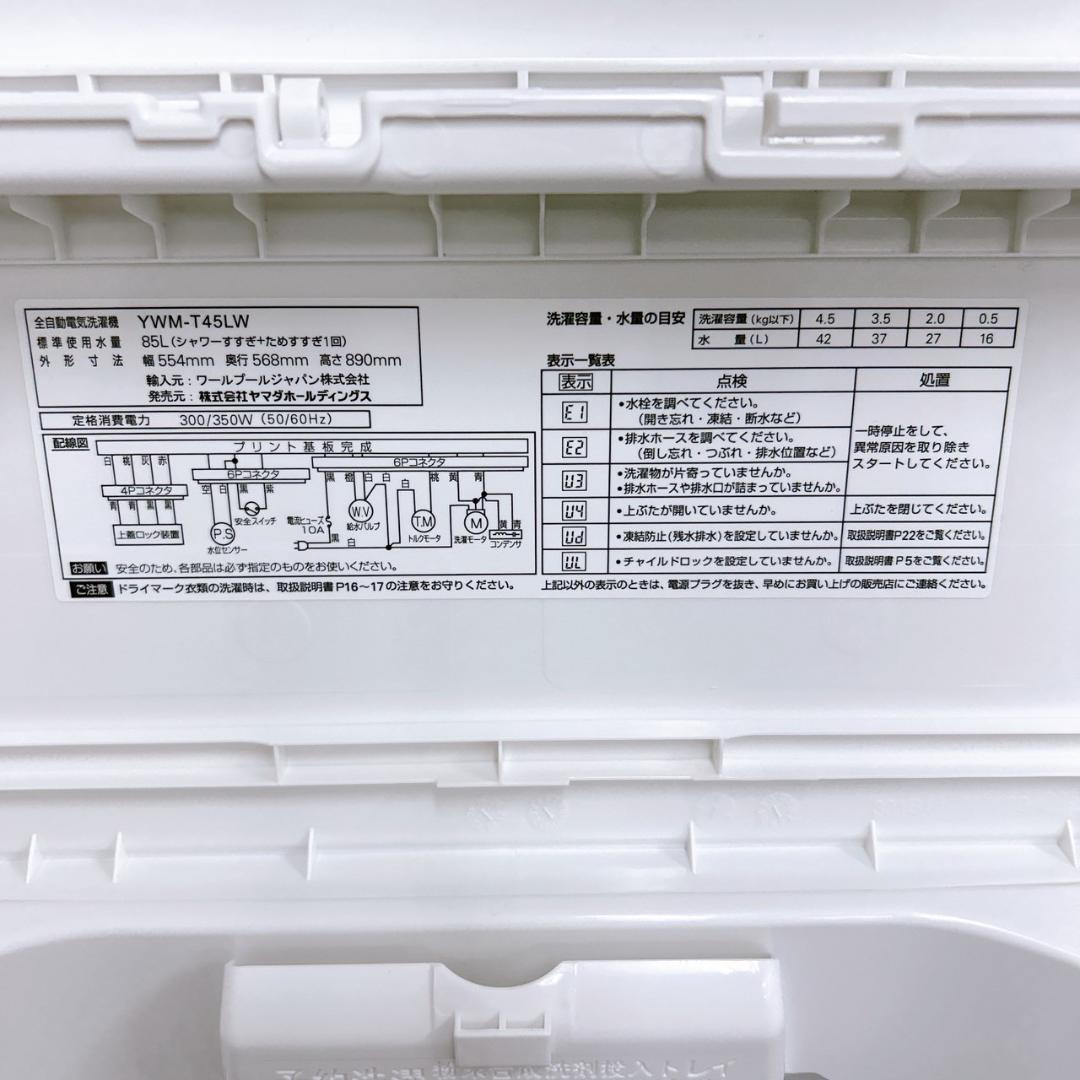 全自動電気洗濯機 YWM-T45LW
標準使用水量 85L(シャワーすすぎ+ためすすぎ1回)
外形寸法 幅554mm 奥行568mm 高さ890mm
輸入元:ワールプールジャパン株式会社
発売元:株式会社ヤマダホールディングス
定格消費電力 300/350W(50/60Hz)
配線図
プリント基板完成
白 桃 灰 赤
6Pコネクタ
6Pコネクタ
4Pコネクタ
空 白 黒 紫
黒 橙 白 白 白 桃 黄 青
青 青 黒 黒
上蓋ロック装置
P.S
水位センサー
安全スイッチ
電流ヒューズ
10A
W.V
給水バルブ
T.M
トルクモータ
M
洗濯モータ
黄 青
コンデンサ
黒
白
お願い 安全のため、各部品は必ず指定のものをお使いください。
ご注意 ドライマーク衣類の洗濯時は、取扱説明書P16〜17の注意をお守りください。
洗濯容量・水量の目安
洗濯容量(kg以下) 4.5 3.5 2.0 0.5
水量(L) 42 37 27 16
表示一覧表
表示 点検 処置
E1 •水栓を調べてください。
(開き忘れ・凍結・断水など)
E2 •排水ホースを調べてください。
(倒し忘れ・つぶれ・排水位置など)
U3 •洗濯物が片寄っていませんか。
•排水ホースや排水口が詰まっていませんか。
一時停止をして、
異常原因を取り除き
スタートしてください。
U4 •上ぶたが開いていませんか。 上ぶたを閉じてください。
Ud •凍結防止(残水排水)を設定していませんか。 取扱説明書P22をご覧ください。
UL •チャイルドロックを設定していませんか。 取扱説明書P5をご覧ください。
上記以外の表示のときは、電源プラグを抜き、早めにお買い上げの販売店にご連絡ください。
洗剤投入トレイ